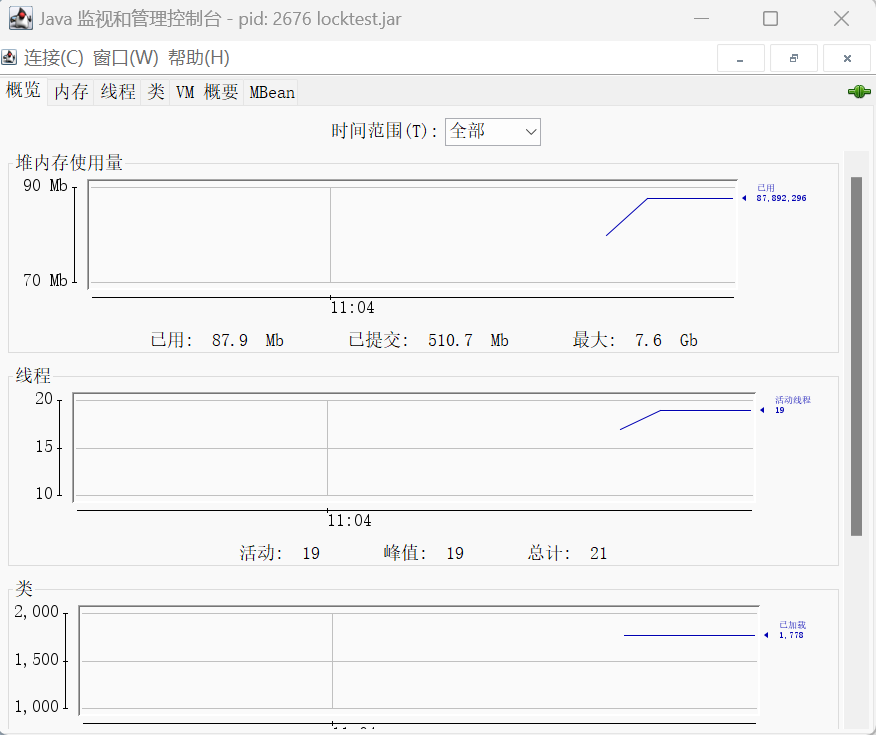 Java 监视和管理控制台 - pid: 2676 locktest.jar
连接(C) 窗口(W) 帮助(H)
概览 内存 线程 类 VM 概要 MBean
时间范围(T): 全部
堆内存使用量
90 Mb
已用
87,892,296
70 Mb
11:04
已用: 87.9 Mb 已提交: 510.7 Mb 最大: 7.6 Gb
线程
20
活动线程
19
15
10
11:04
活动: 19 峰值: 19 总计: 21
类
2,000
已加载
1,778
1,500
1,000
11:04